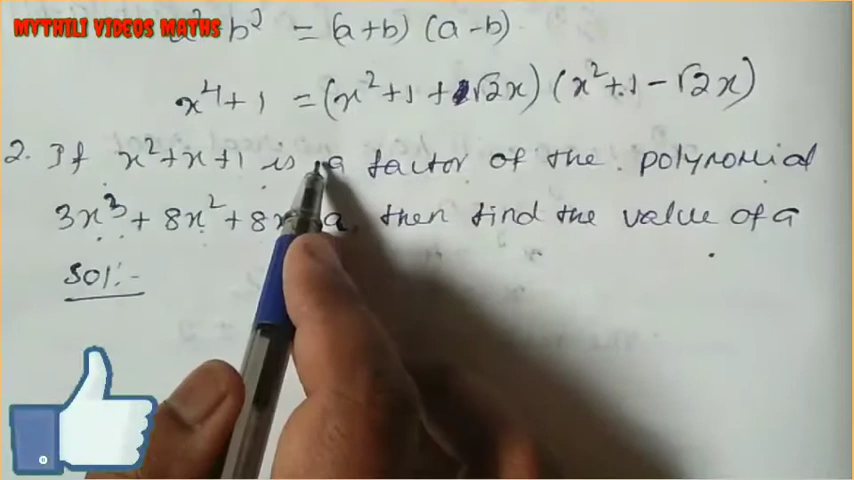 MYTHILI VIDEOS MATHS
a² b² = (a+b) (a-b)
x⁴+1 = (x²+1+√2x) (x²+1-√2x)
2. If x²+x+1 is a factor of the polynomial
3x³ + 8x² + 8x a, then find the value of a
Sol:-